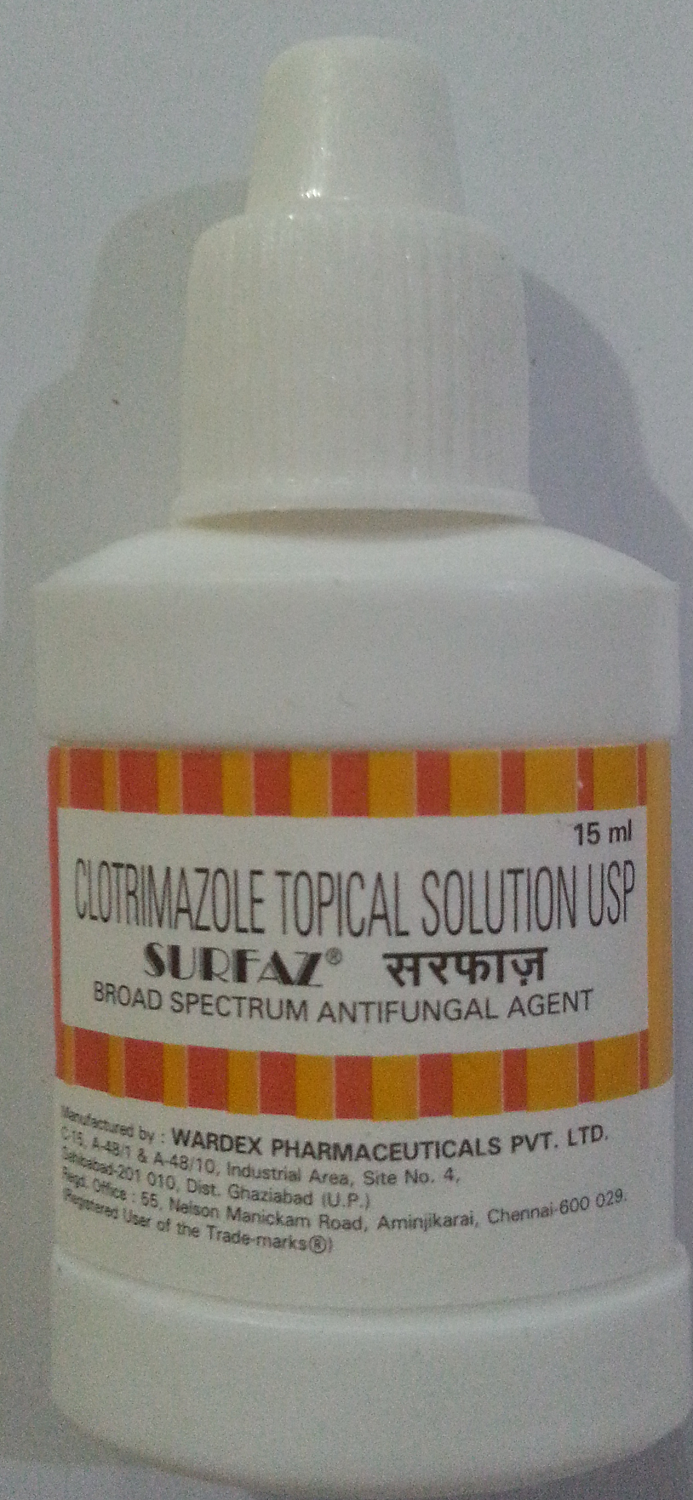 15 ml
CLOTRIMAZOLE TOPICAL SOLUTION USP
SURFAZ® सरफाज़
BROAD SPECTRUM ANTIFUNGAL AGENT
Manufactured by : WARDEX PHARMACEUTICALS PVT. LTD.
C-15, A-48/1 & A-48/10, Industrial Area, Site No. 4,
Sahibabad-201 010, Dist. Ghaziabad (U.P.)
Regd. Office : 55, Nelson Manickam Road, Aminjikarai, Chennai-600 029.
(Registered User of the Trade-marks®)